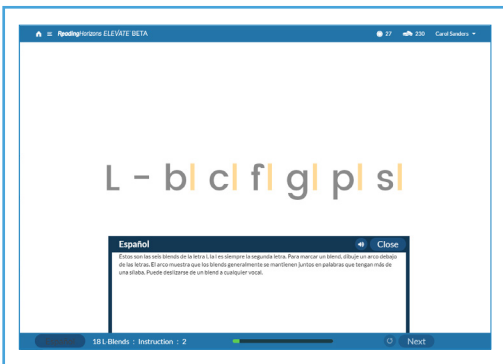 ReadingHorizons ELEVATE BETA 27 230 Carol Sanders
L - bl cl fl gl pl sl
Español Close
Estos son las seis blends de la letra L la l es siempre la segunda letra. Para marcar un blend, dibuje un arco debajo
de las letras. El arco muestra que los blends generalmente se mantienen juntos en palabras que tengan más de
una sílaba. Puede deslizarse de un blend a cualquier vocal.
18 L-Blends : Instruction : 2 Next